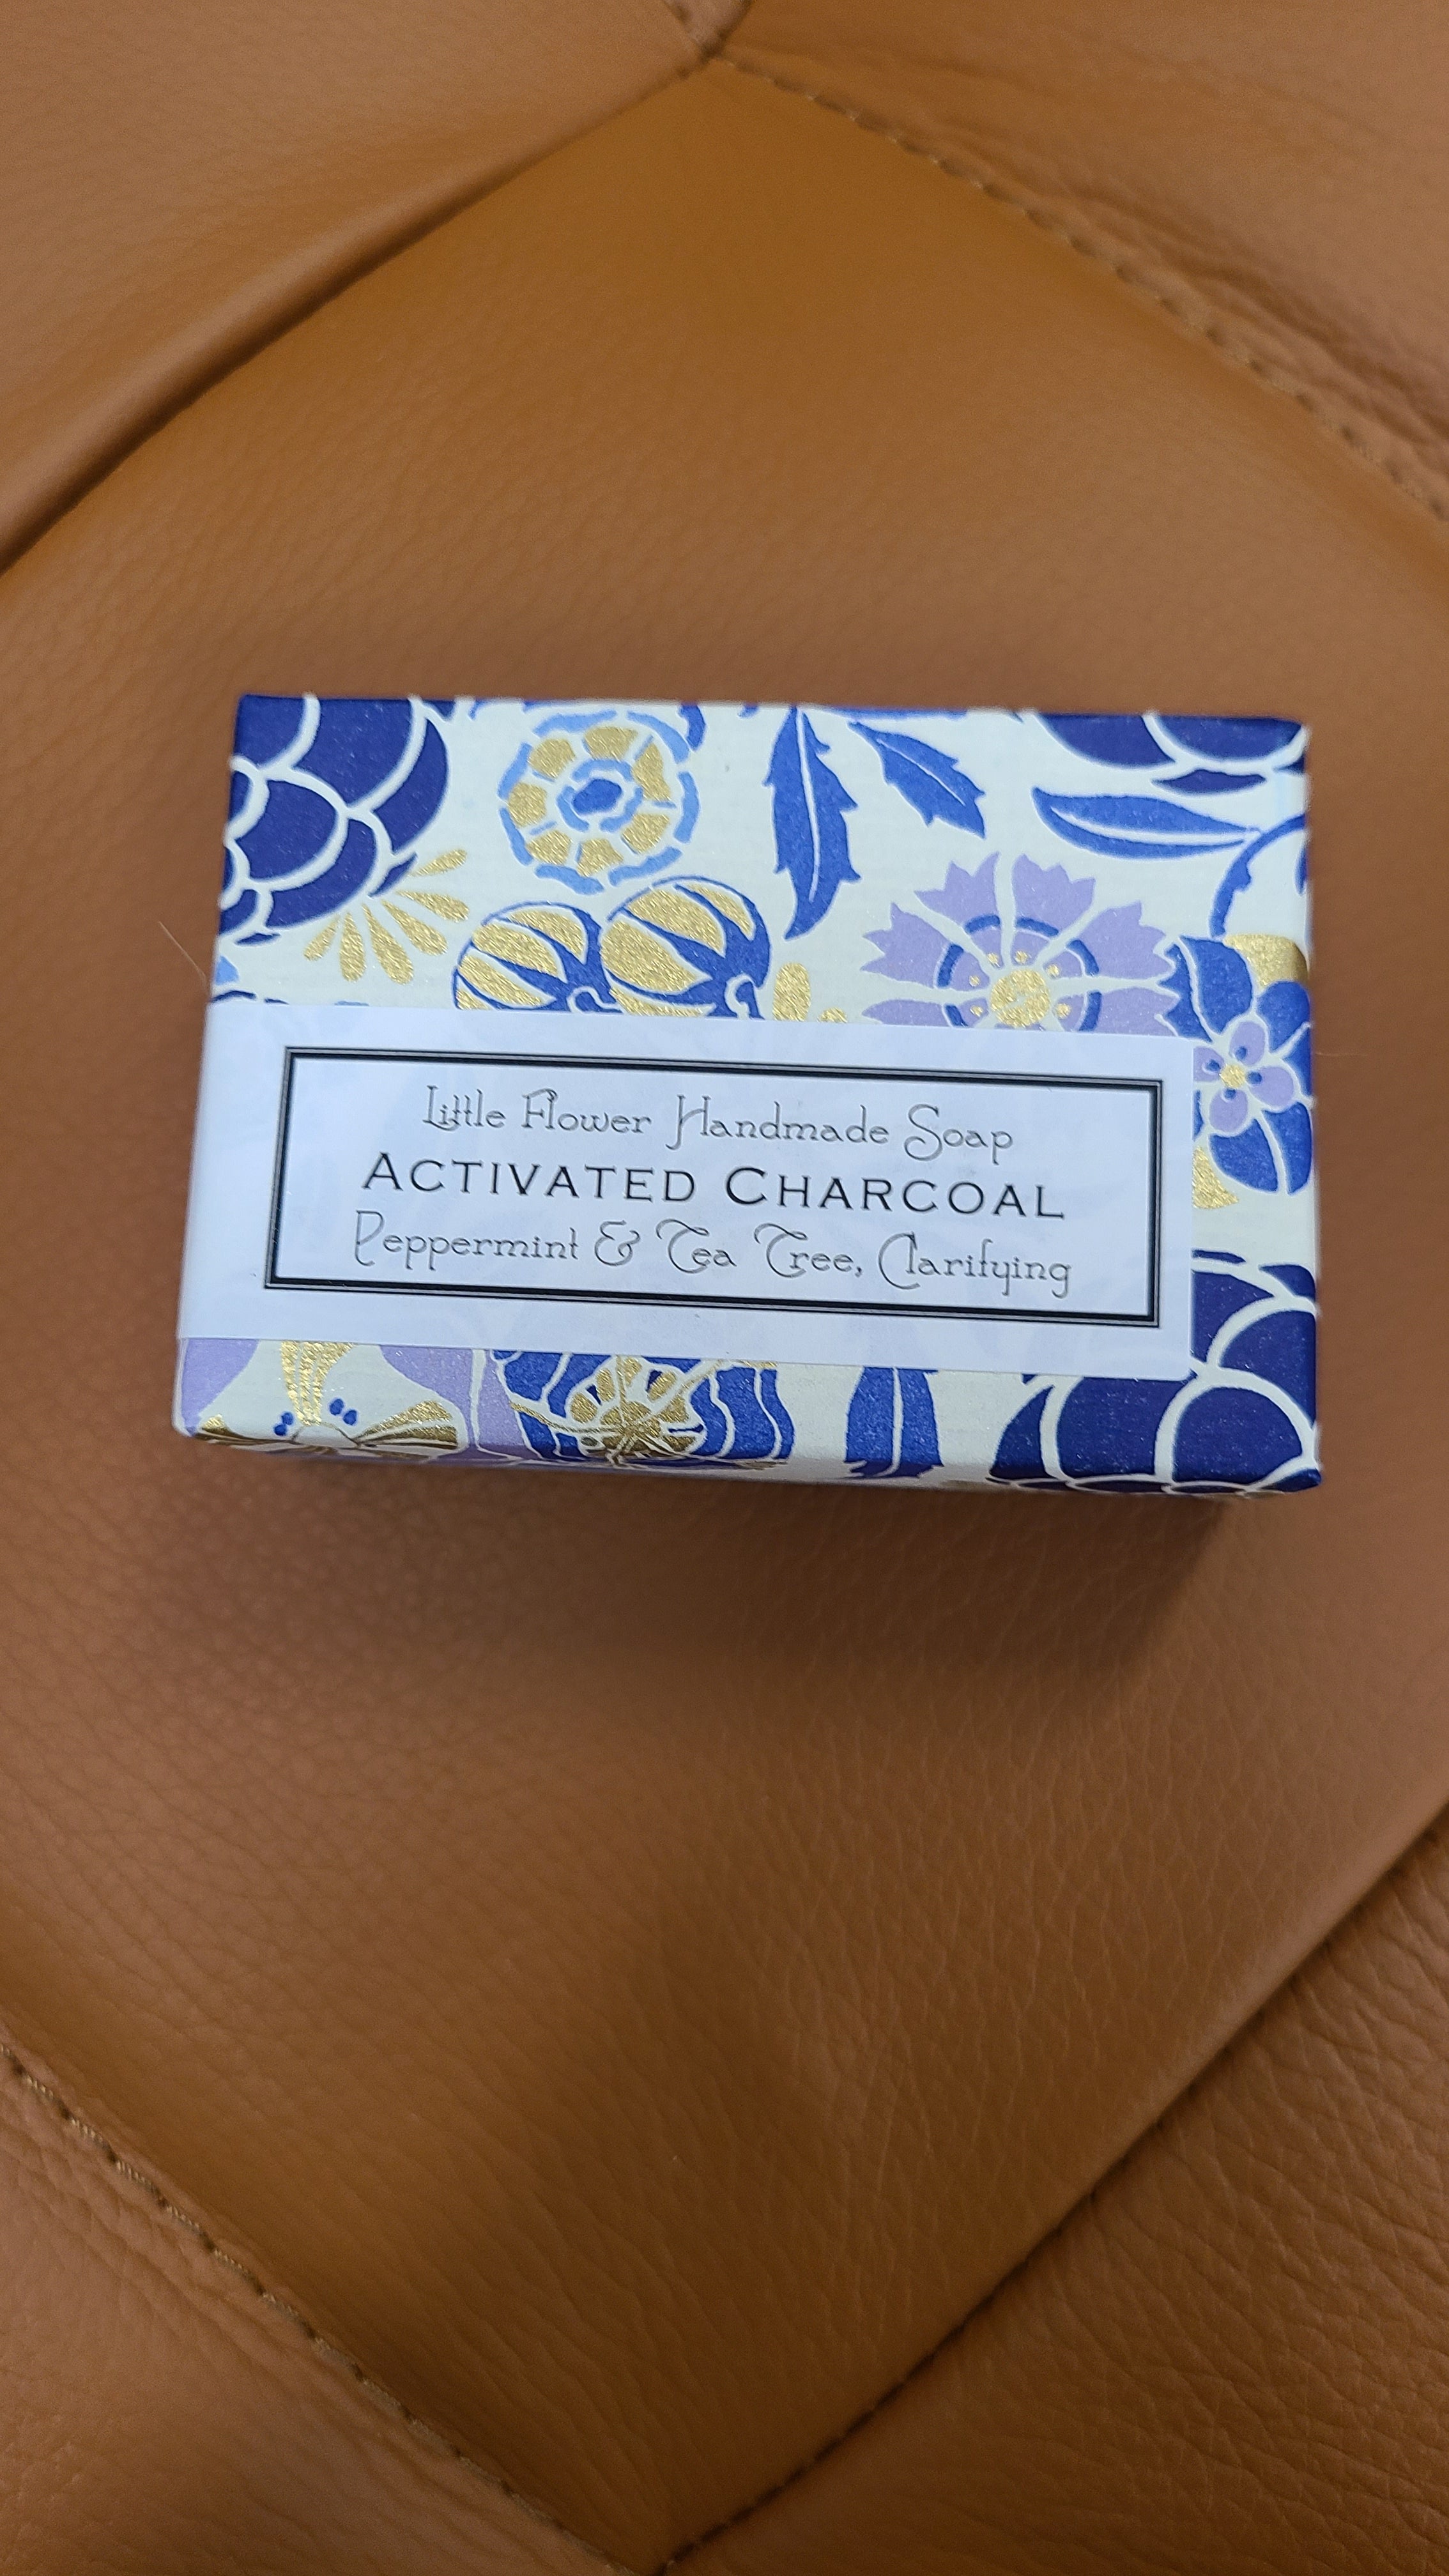 Little Flower Handmade Soap
ACTIVATED CHARCOAL
Peppermint & Tea Tree, Clarifying